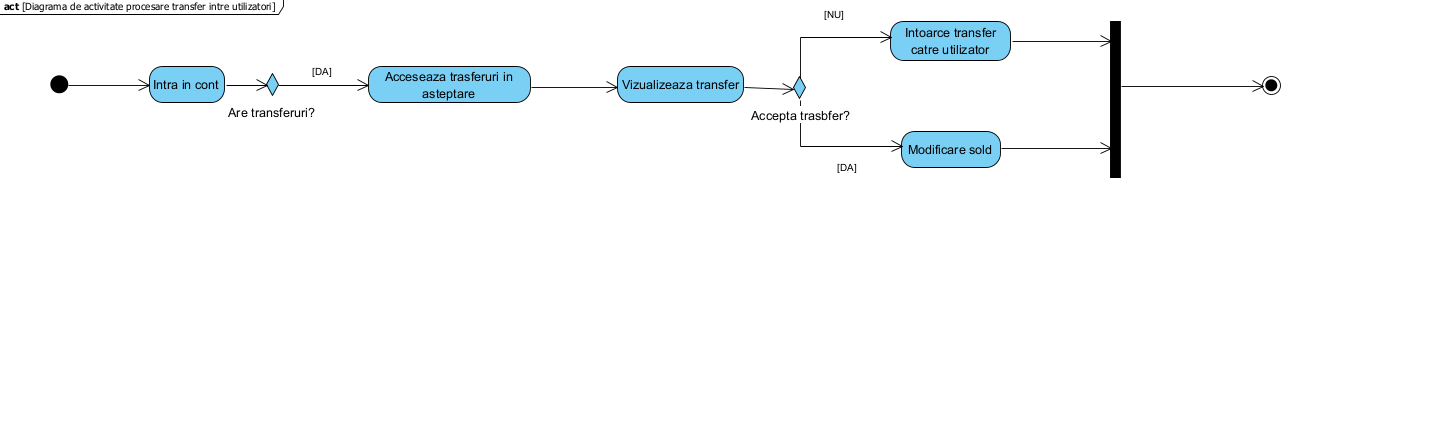 act [Diagrama de activitate procesare transfer intre utilizatori]
[NU]
Intoarce transfer
catre utilizator
[DA]
Intra in cont
Acceseaza trasferuri in
asteptare
Vizualizeaza transfer
Are transferuri?
Accepta trasbfer?
Modificare sold
[DA]